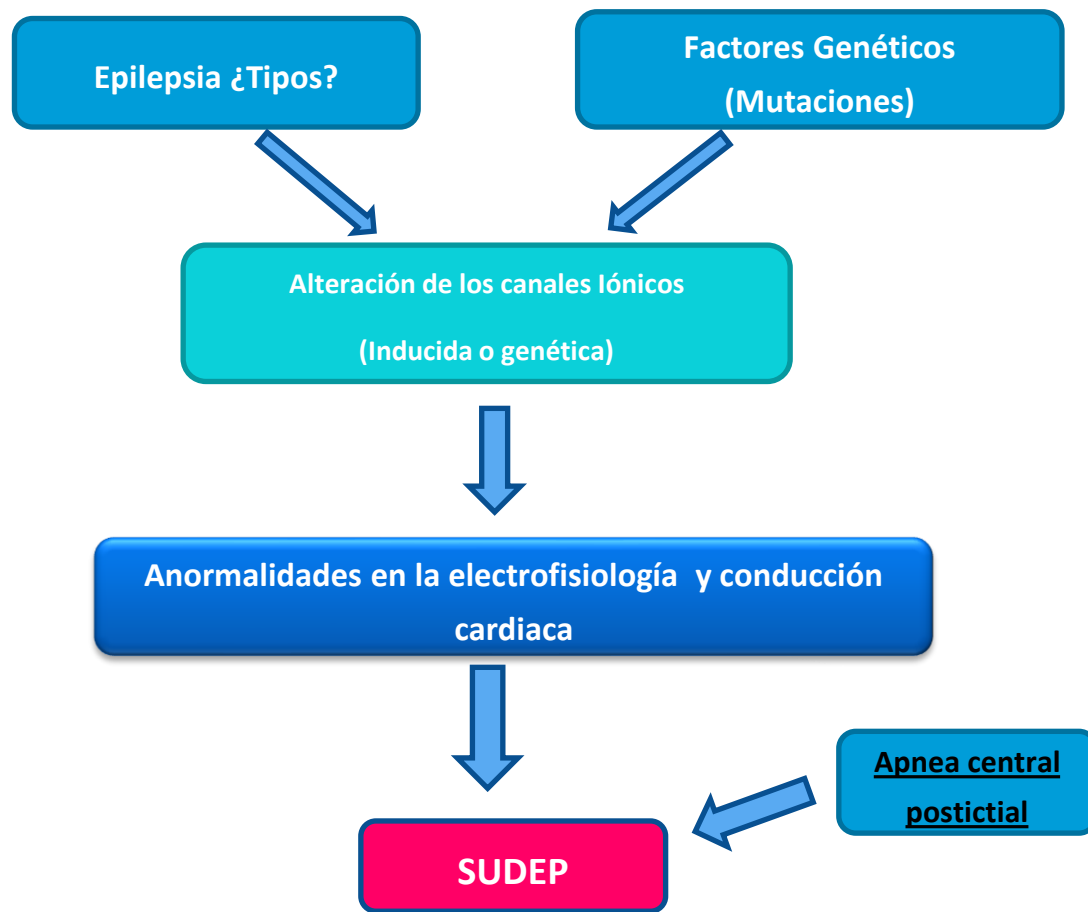 Epilepsia ¿Tipos?
Factores Genéticos
(Mutaciones)
Alteración de los canales Iónicos
(Inducida o genética)
Anormalidades en la electrofisiología y conducción
cardiaca
Apnea central
postictial
SUDEP